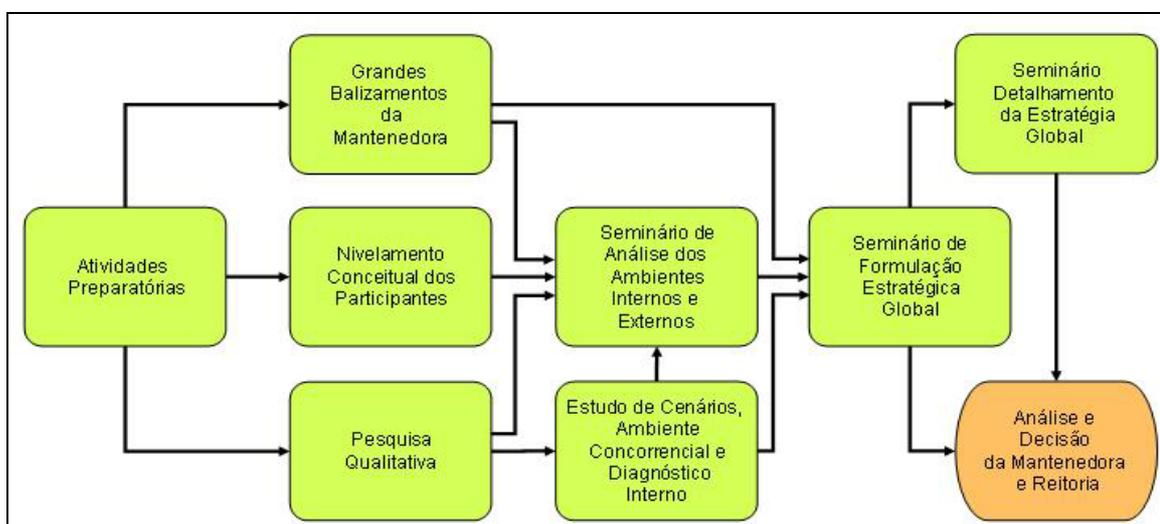 Grandes
Balizamentos
da
Mantenedora
Seminário
Detalhamento
da Estratégia
Global
Atividades
Preparatórias
Nivelamento
Conceitual dos
Participantes
Seminário de
Análise dos
Ambientes
Internos e
Externos
Seminário de
Formulação
Estratégica
Global
Pesquisa
Qualitativa
Estudo de Cenários,
Ambiente
Concorrencial e
Diagnóstico
Interno
Análise e
Decisão
da Mantenedora
e Reitoria